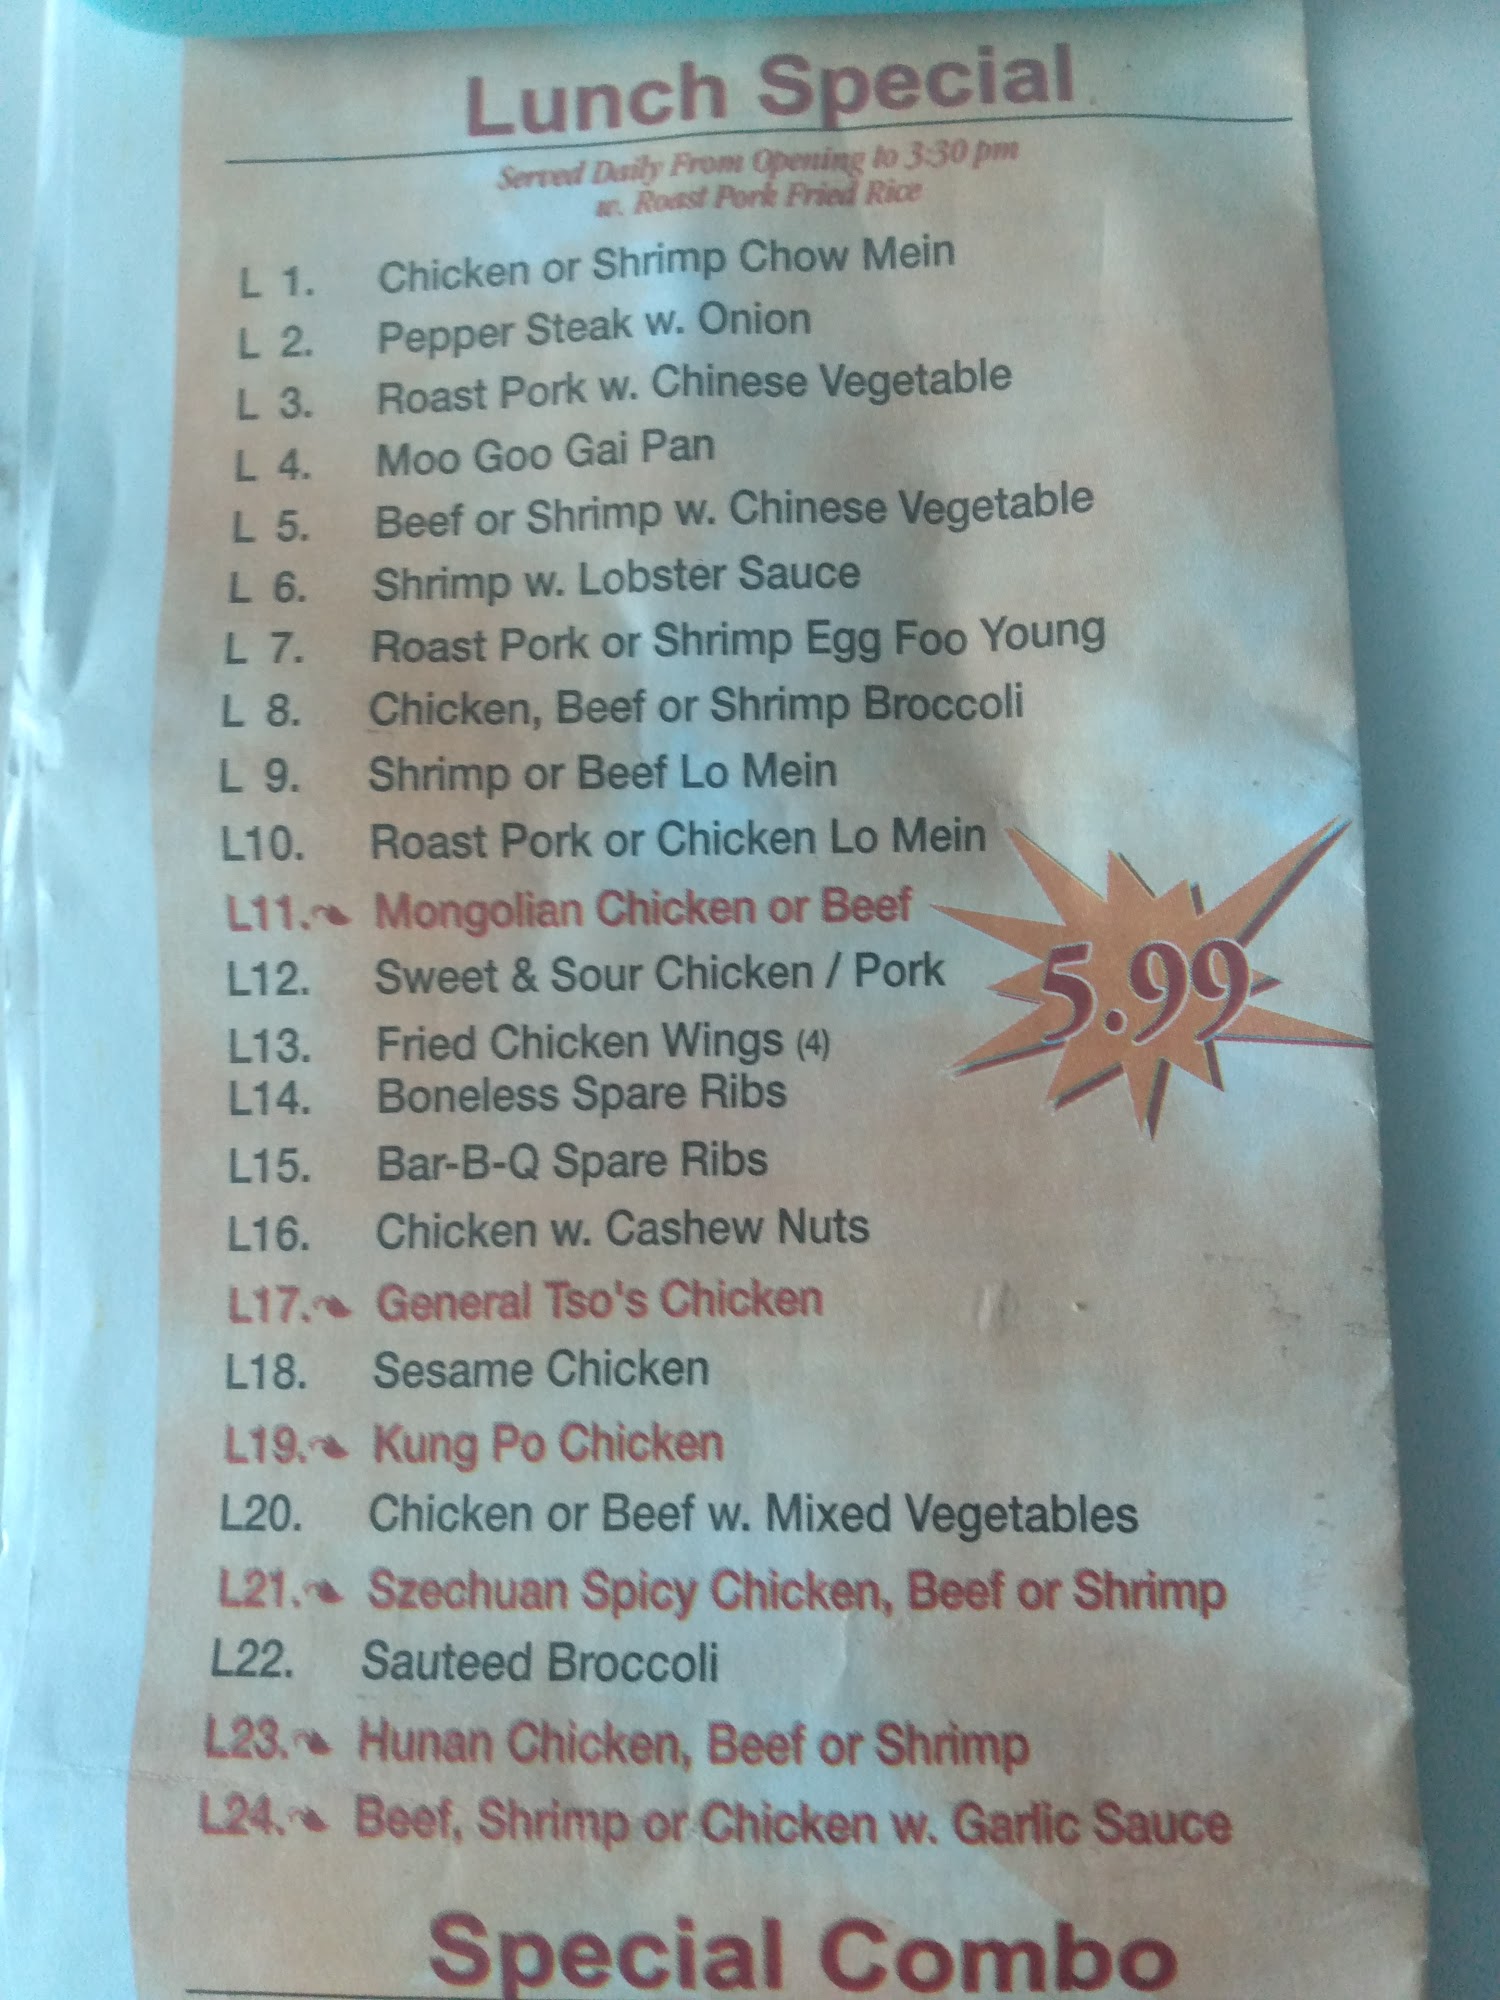 Lunch Special
Served Daily From Opening to 3:30 pm
w. Roast Pork Fried Rice
L 1. Chicken or Shrimp Chow Mein
L 2. Pepper Steak w. Onion
L 3. Roast Pork w. Chinese Vegetable
L 4. Moo Goo Gai Pan
L 5. Beef or Shrimp w. Chinese Vegetable
L 6. Shrimp w. Lobster Sauce
L 7. Roast Pork or Shrimp Egg Foo Young
L 8. Chicken, Beef or Shrimp Broccoli
L 9. Shrimp or Beef Lo Mein
L10. Roast Pork or Chicken Lo Mein
L11. Mongolian Chicken or Beef
L12. Sweet & Sour Chicken / Pork
5.99
L13. Fried Chicken Wings (4)
L14. Boneless Spare Ribs
L15. Bar-B-Q Spare Ribs
L16. Chicken w. Cashew Nuts
L17. General Tso's Chicken
L18. Sesame Chicken
L19. Kung Po Chicken
L20. Chicken or Beef w. Mixed Vegetables
L21. Szechuan Spicy Chicken, Beef or Shrimp
L22. Sauteed Broccoli
L23. Hunan Chicken, Beef or Shrimp
L24. Beef, Shrimp or Chicken w. Garlic Sauce
Special Combo